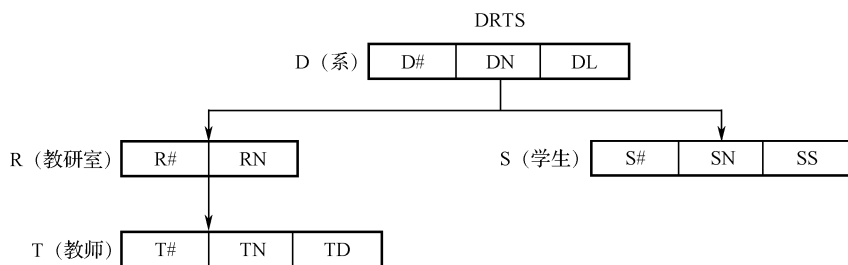 DRTS
D（系） D# DN DL
R（教研室） R# RN S（学生） S# SN SS
T（教师） T# TN TD